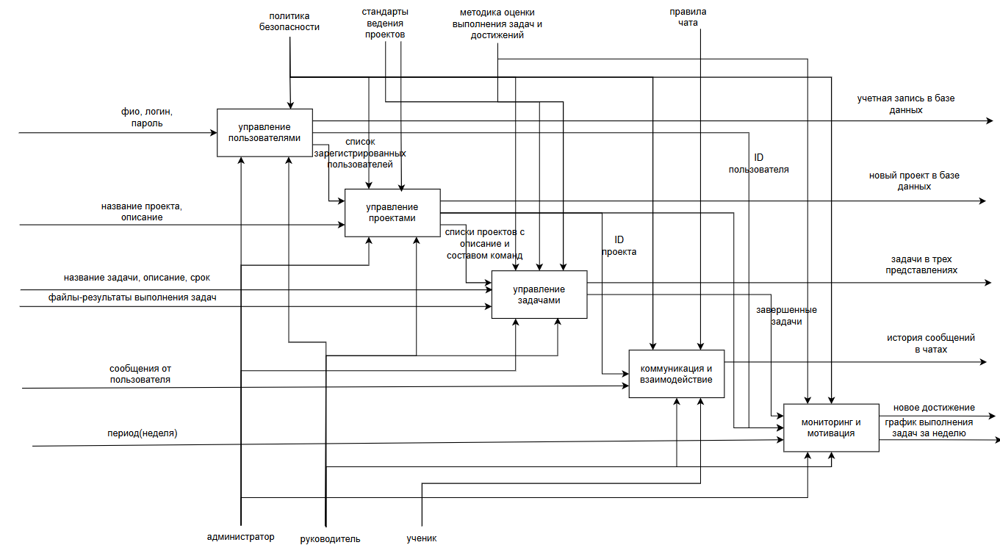 политика
безопасности
стандарты
ведения
проектов
методика оценки
выполнения задач и
достижений
правила
чата
фио, логин,
пароль
управление
пользователями
учетная запись в базе
данных
список
зарегистрированных
пользователей
ID
пользователя
название проекта,
описание
управление
проектами
новый проект в базе
данных
списки проектов с
описание и
составом команд
ID
проекта
название задачи, описание, срок
файлы-результаты выполнения задач
управление
задачами
задачи в трех
представлениях
завершенные
задачи
сообщения от
пользователя
коммуникация и
взаимодействие
история сообщений
в чатах
период(неделя)
мониторинг и
мотивация
новое достижение
график выполнения
задач за неделю
администратор
руководитель
ученик